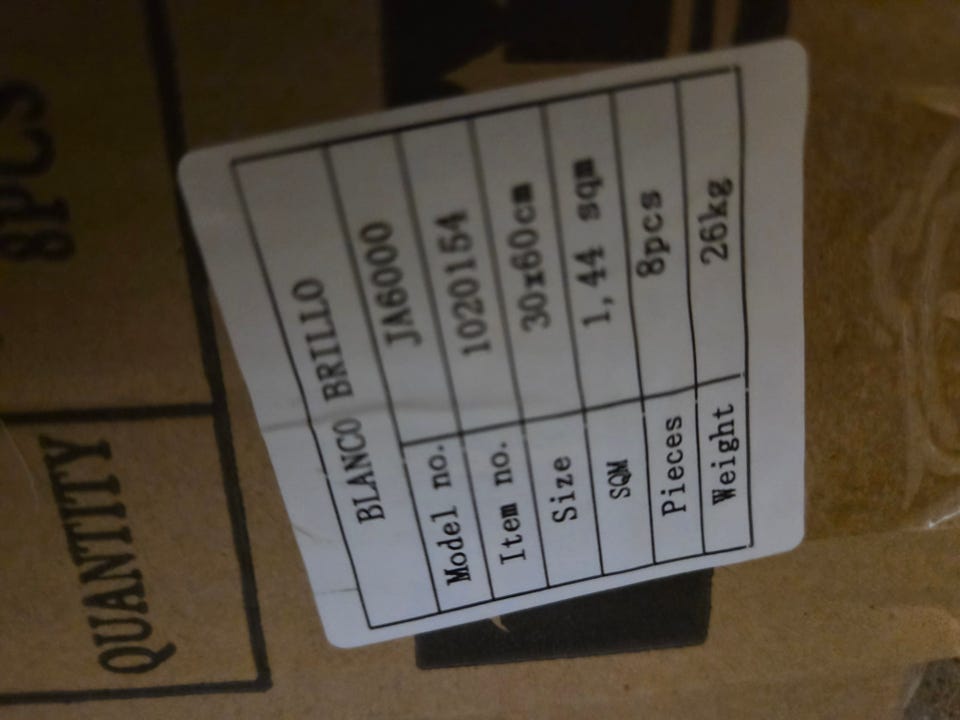 BLANCO BRILLO
Model no. JA6000
Item no. 1020154
Size 30x60cm
SQM 1,44 sqm
Pieces 8pcs
Weight 26kg
QUANTITY 8PCS